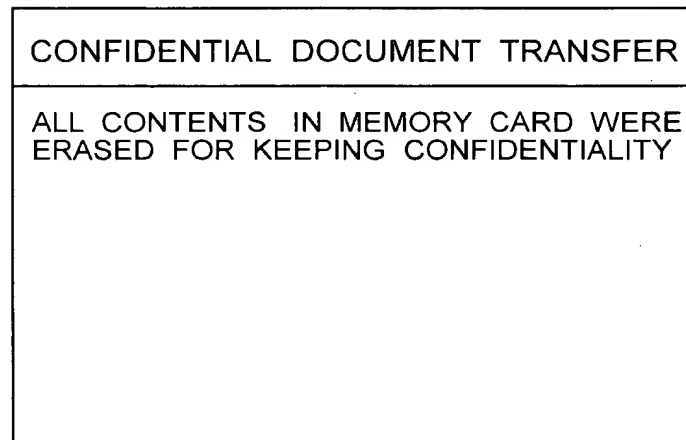 CONFIDENTIAL DOCUMENT TRANSFER
ALL CONTENTS IN MEMORY CARD WERE
ERASED FOR KEEPING CONFIDENTIALITY